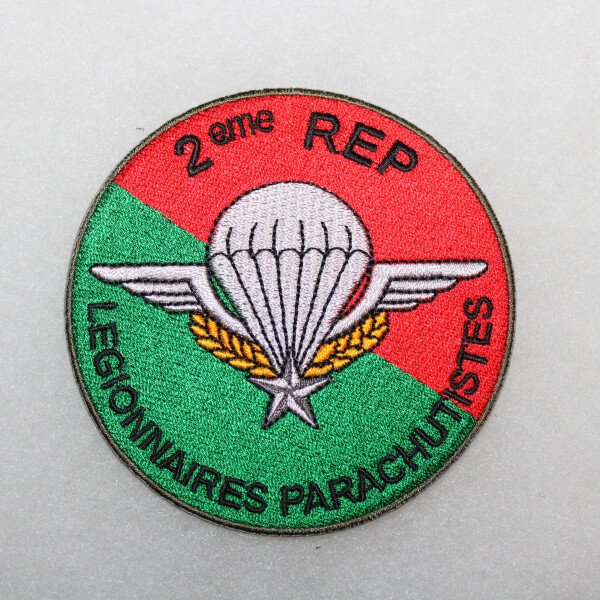 2eme REP
LEGIONNAIRES PARACHUTISTES